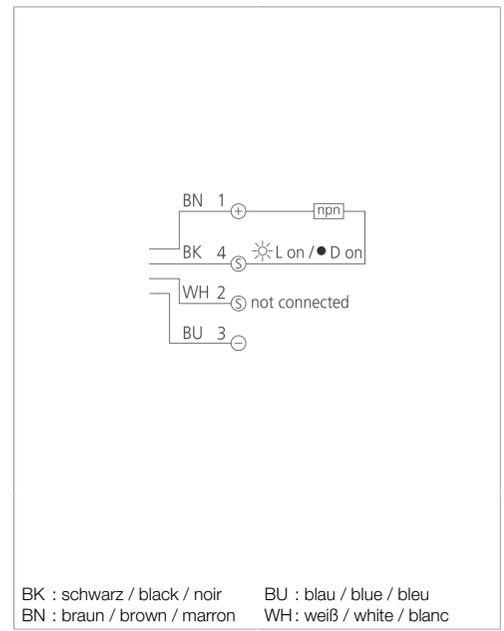 BN 1 + npn
BK 4 S L on / D on
WH 2 S not connected
BU 3 −
BK : schwarz / black / noir BU : blau / blue / bleu
BN : braun / brown / marron WH : weiß / white / blanc